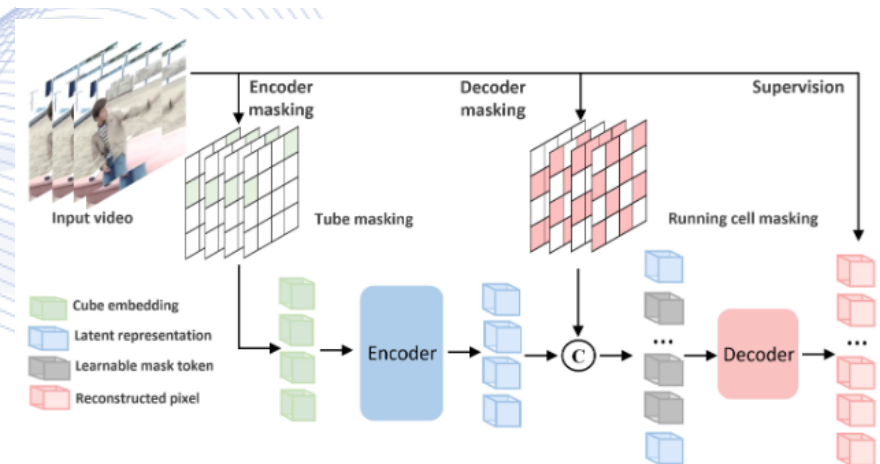 Encoder
masking
Decoder
masking
Supervision
Input video
Tube masking
Running cell masking
Cube embedding
Latent representation
Learnable mask token
Reconstructed pixel
Encoder
C
...
Decoder
...